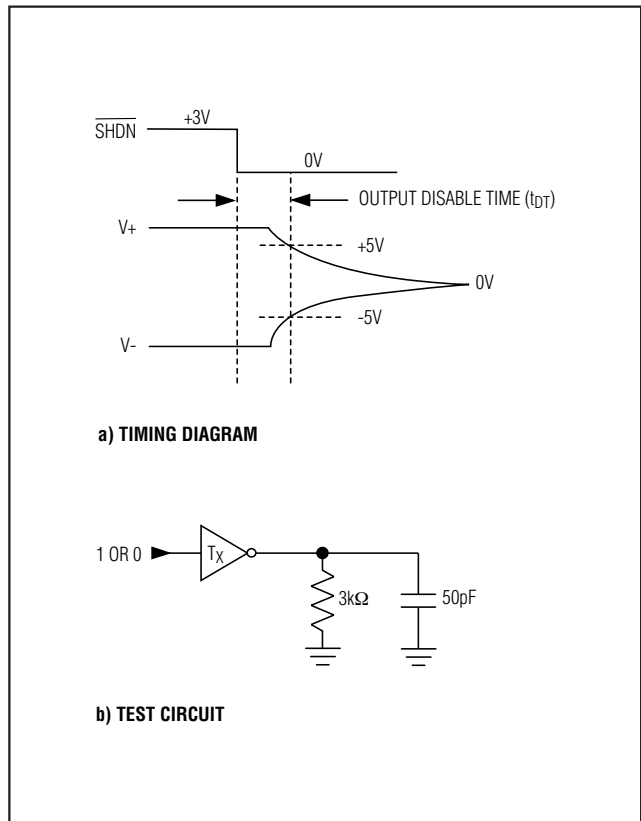 +3V
SHDN
0V
OUTPUT DISABLE TIME (tDT)
V+
+5V
0V
-5V
V-
a) TIMING DIAGRAM
1 OR 0
TX
3kΩ
50pF
b) TEST CIRCUIT